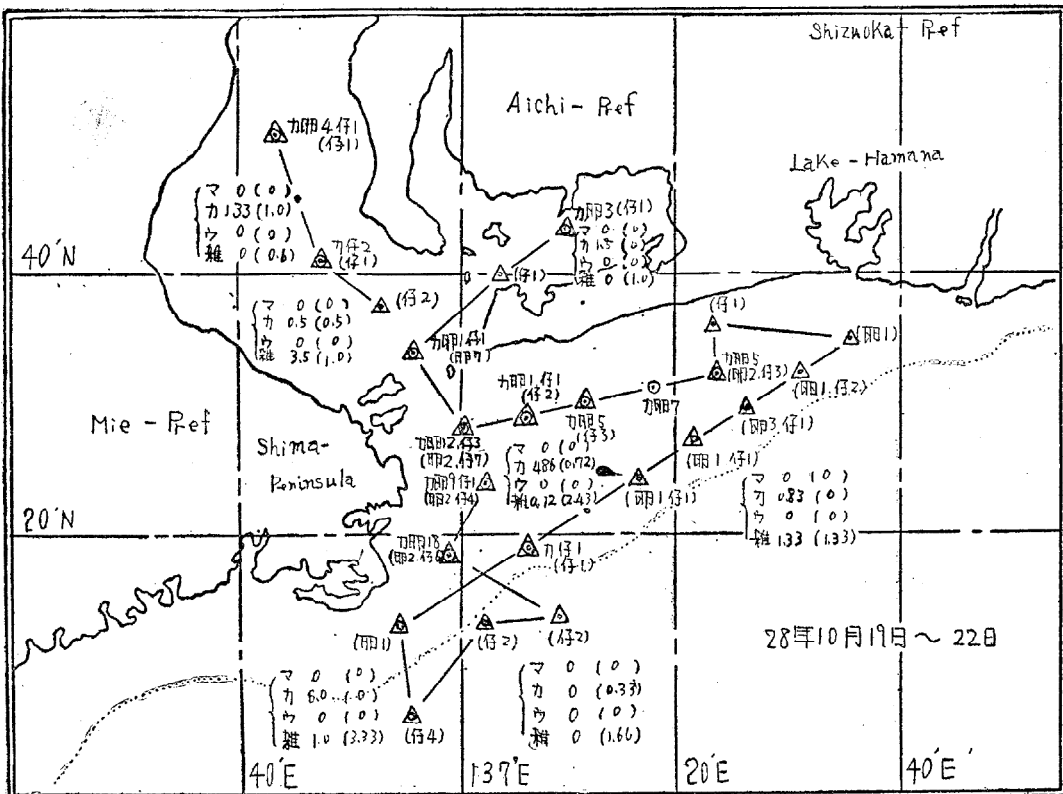 Shizuoka-Pref
Aichi-Pref
Lake-Hamana
カ卵4.仔1
(仔1)
マ 0 (0)
カ 1.33 (1.0)
ウ 0 (0)
雑 0 (0.6)
カ卵3(仔1)
マ 0 (0)
カ 1.5 (0)
ウ 0 (0)
雑 0 (1.0)
40'N
カ仔2
(仔1)
(仔1)
(仔2)
マ 0 (0)
カ 0.5 (0.5)
ウ 0 (0)
雑 3.5 (1.0)
(仔1)
(卵1)
カ卵1.仔1
(卵7)
カ卵5
(卵2.仔3)
(卵1.仔2)
カ卵1.仔1
(仔2)
カ卵7
Mie-Pref
カ卵5
(仔3)
(卵3.仔1)
Shima-
Peninsula
カ卵12.仔3
(卵2.仔7)
(卵1.仔1)
カ卵9仔1
(卵2.仔4)
マ 0 (0)
カ 4.86 (0.72)
ウ 0 (0)
雑 0.12 (2.43)
(卵1.仔1)
マ 0 (0)
カ 0.83 (0)
ウ 0 (0)
雑 1.33 (1.33)
20'N
カ卵18
カ仔1
(卵1)
(仔2)
(仔2)
28年10月19日～22日
マ 0 (0)
カ 6.0 (1.0)
ウ 0 (0)
雑 1.0 (3.33)
(仔4)
マ 0 (0)
カ 0 (0.33)
ウ 0 (0)
雑 0 (1.66)
40'E
137°E
20'E
40'E